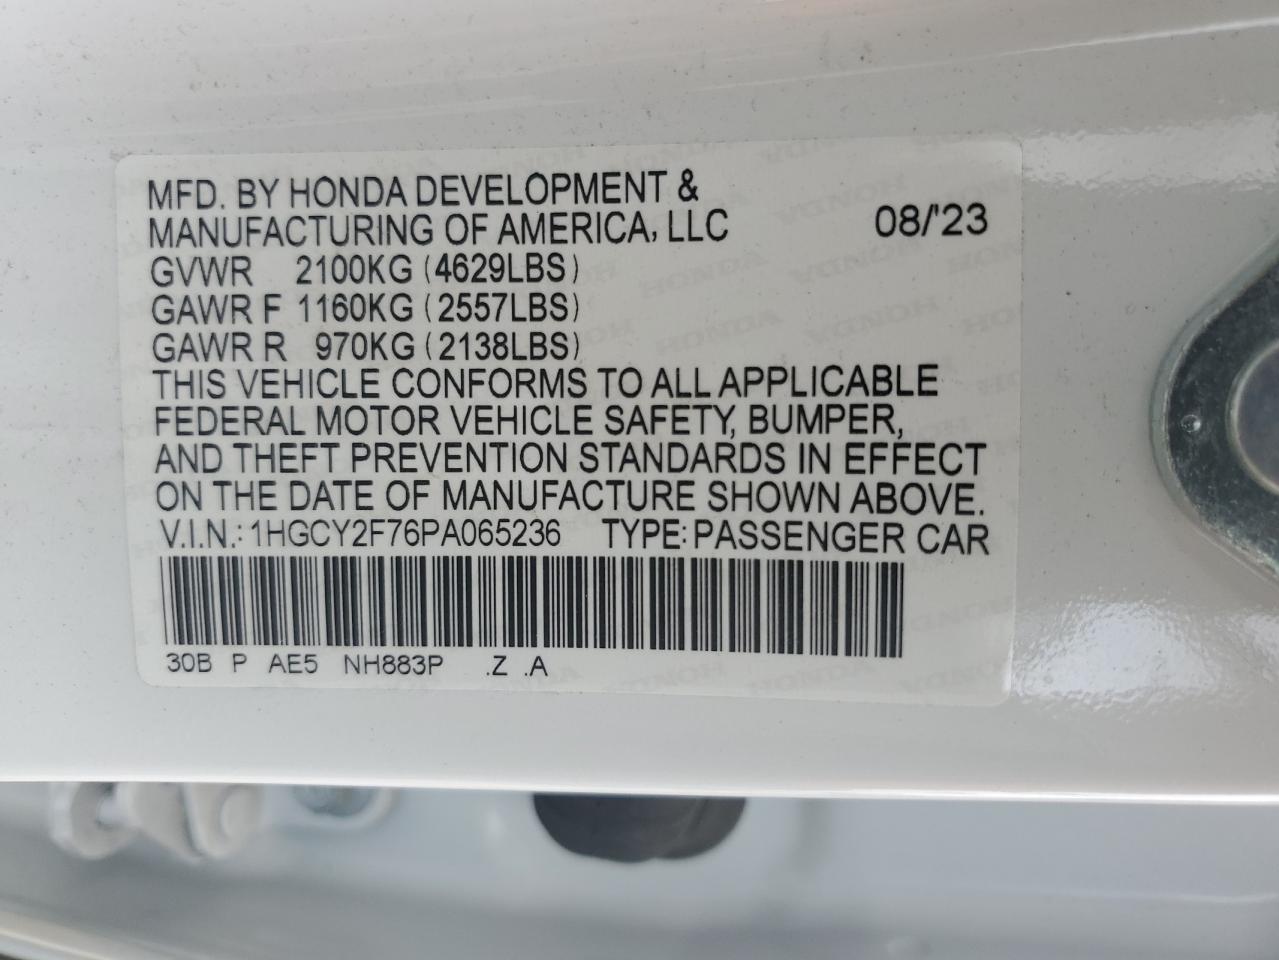 MFD. BY HONDA DEVELOPMENT &
MANUFACTURING OF AMERICA, LLC 08/'23
GVWR 2100KG (4629LBS)
GAWR F 1160KG (2557LBS)
GAWR R 970KG (2138LBS)
THIS VEHICLE CONFORMS TO ALL APPLICABLE
FEDERAL MOTOR VEHICLE SAFETY, BUMPER,
AND THEFT PREVENTION STANDARDS IN EFFECT
ON THE DATE OF MANUFACTURE SHOWN ABOVE.
V.I.N.: 1HGCY2F76PA065236 TYPE: PASSENGER CAR
30B P AE5 NH883P .Z .A